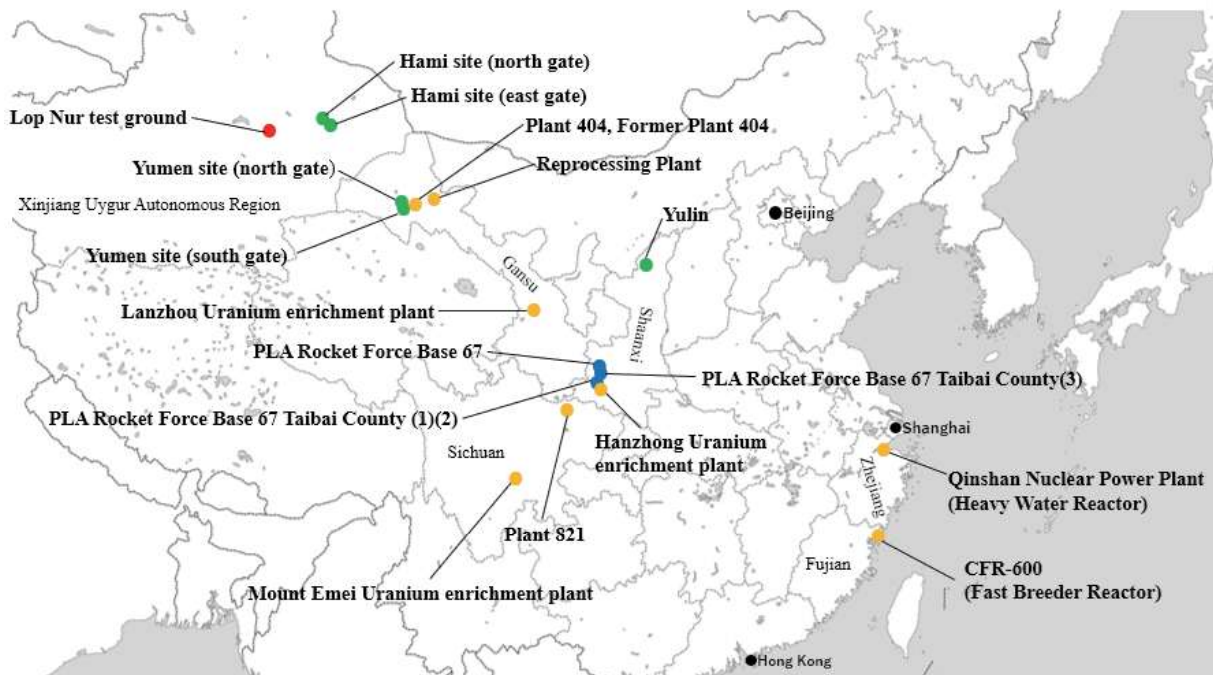 Hami site (north gate)
Hami site (east gate)
Lop Nur test ground
Plant 404, Former Plant 404
Yumen site (north gate)
Reprocessing Plant
Xinjiang Uygur Autonomous Region
Yulin
Beijing
Yumen site (south gate)
Gansu
Lanzhou Uranium enrichment plant
Shaanxi
PLA Rocket Force Base 67
PLA Rocket Force Base 67 Taibai County(3)
PLA Rocket Force Base 67 Taibai County (1)(2)
Shanghai
Hanzhong Uranium
enrichment plant
Sichuan
Zhejiang
Qinshan Nuclear Power Plant
(Heavy Water Reactor)
Plant 821
Fujian
CFR-600
(Fast Breeder Reactor)
Mount Emei Uranium enrichment plant
Hong Kong